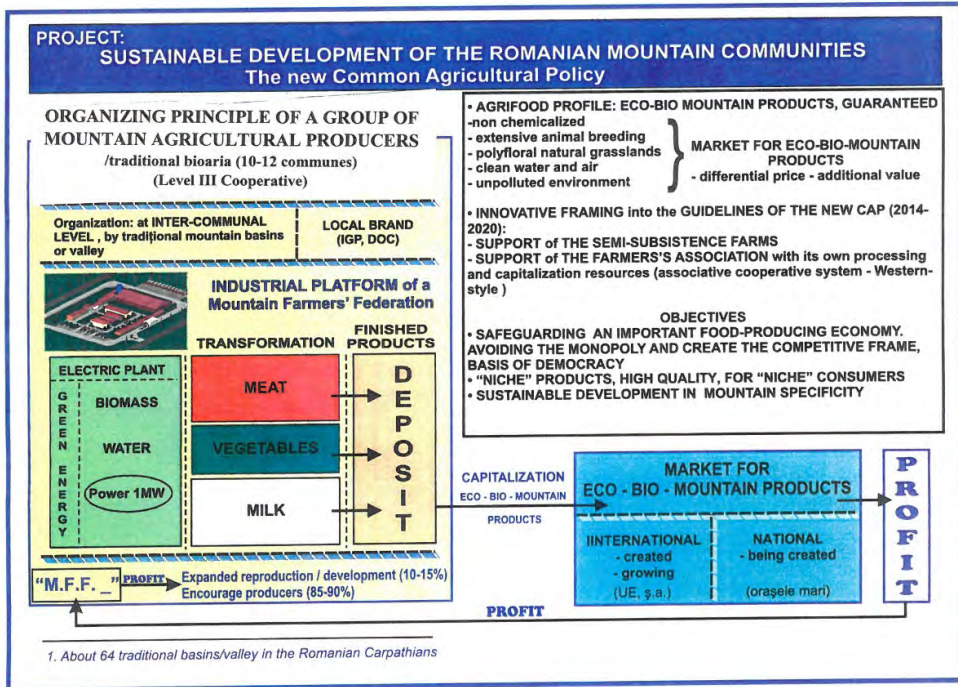 PROJECT:
SUSTAINABLE DEVELOPMENT OF THE ROMANIAN MOUNTAIN COMMUNITIES
The new Common Agricultural Policy
ORGANIZING PRINCIPLE OF A GROUP OF
MOUNTAIN AGRICULTURAL PRODUCERS
/traditional bioaria (10-12 communes)
(Level III Cooperative)
Organization: at INTER-COMMUNAL
LEVEL , by traditional mountain basins
or valley
LOCAL BRAND
(IGP, DOC)
INDUSTRIAL PLATFORM of a
Mountain Farmers' Federation
TRANSFORMATION
FINISHED
PRODUCTS
ELECTRIC PLANT
GREEN ENERGY
BIOMASS
WATER
Power 1MW
MEAT
VEGETABLES
MILK
DEPOSIT
"M.F.F. _"
PROFIT
Expanded reproduction / development (10-15%)
Encourage producers (85-90%)
• AGRIFOOD PROFILE: ECO-BIO MOUNTAIN PRODUCTS, GUARANTEED
-non chemicalized
- extensive animal breeding
- polyfloral natural grasslands
- clean water and air
- unpolluted environment
MARKET FOR ECO-BIO-MOUNTAIN
PRODUCTS
- differential price - additional value
• INNOVATIVE FRAMING into the GUIDELINES OF THE NEW CAP (2014-
2020):
- SUPPORT of THE SEMI-SUBSISTENCE FARMS
- SUPPORT of THE FARMERS'S ASSOCIATION with its own processing
and capitalization resources (associative cooperative system - Western-
style )
OBJECTIVES
• SAFEGUARDING AN IMPORTANT FOOD-PRODUCING ECONOMY.
AVOIDING THE MONOPOLY AND CREATE THE COMPETITIVE FRAME,
BASIS OF DEMOCRACY
• "NICHE" PRODUCTS, HIGH QUALITY, FOR "NICHE" CONSUMERS
• SUSTAINABLE DEVELOPMENT IN MOUNTAIN SPECIFICITY
CAPITALIZATION
ECO - BIO - MOUNTAIN
PRODUCTS
MARKET FOR
ECO - BIO - MOUNTAIN PRODUCTS
IINTERNATIONAL
- created
- growing
(UE, ş.a.)
NATIONAL
- being created
(oraşele mari)
PROFIT
PROFIT
1. About 64 traditional basins/valley in the Romanian Carpathians